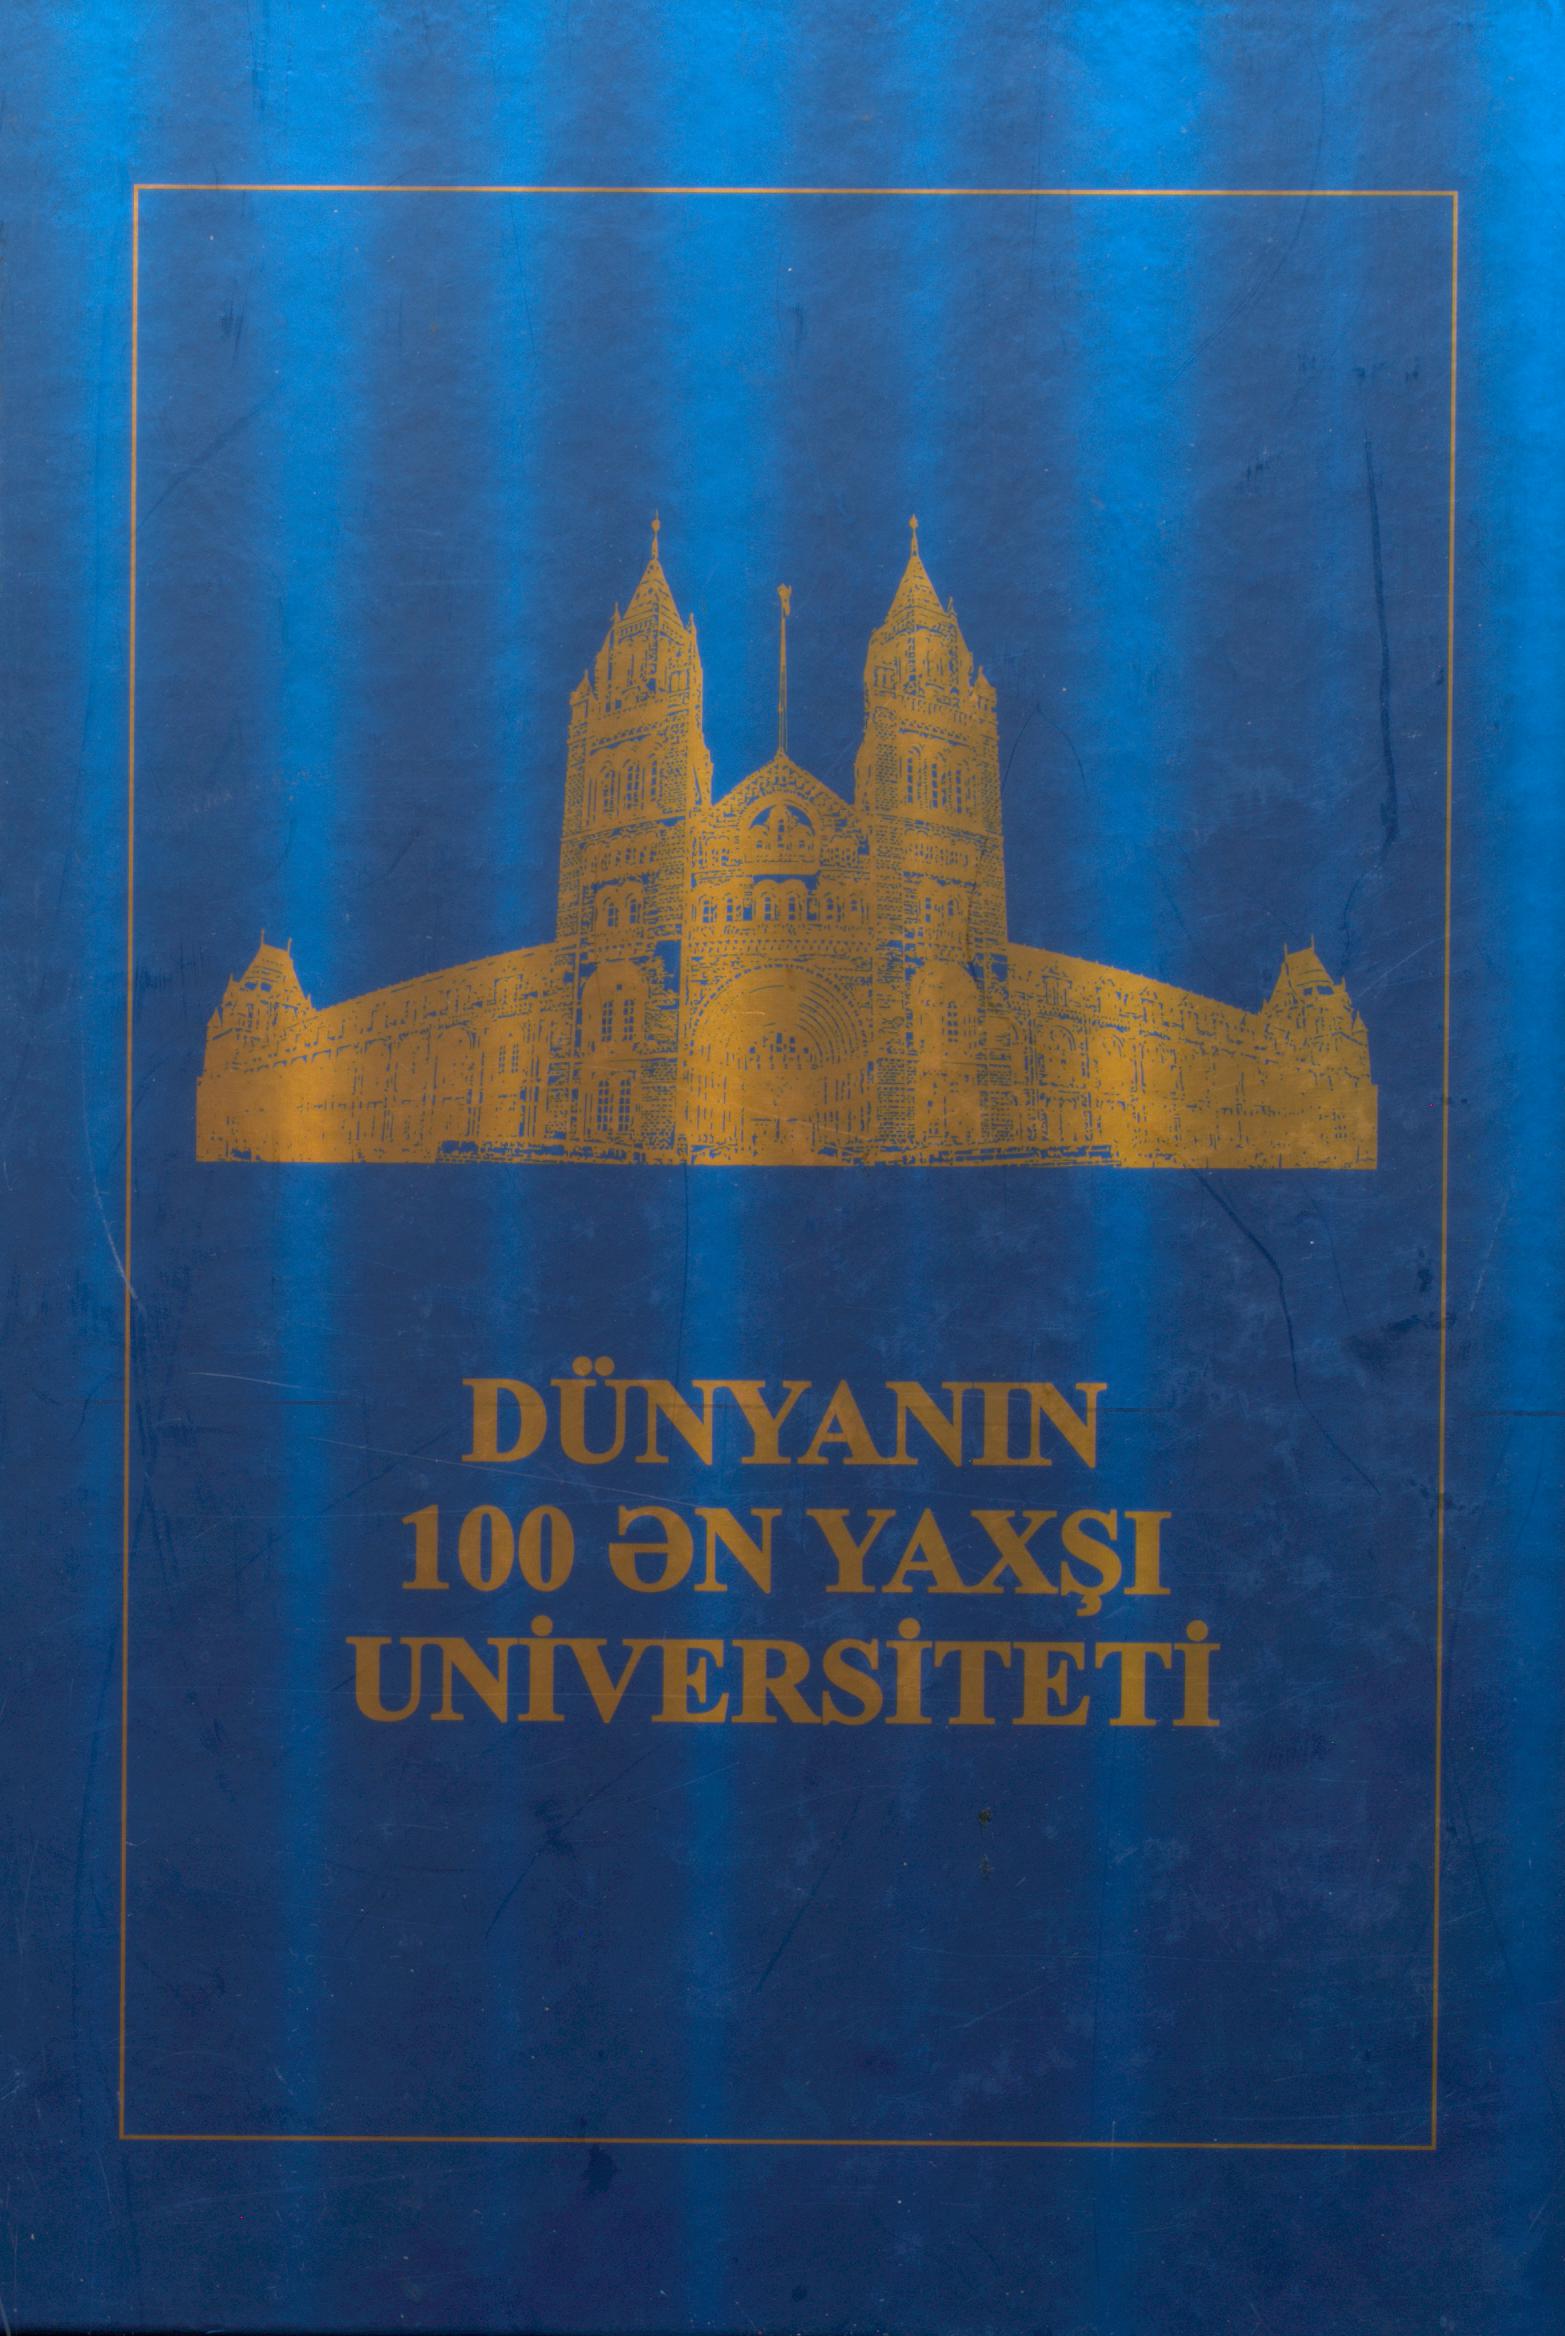 DÜNYANIN
100 ƏN YAXŞI
UNİVERSİTETİ